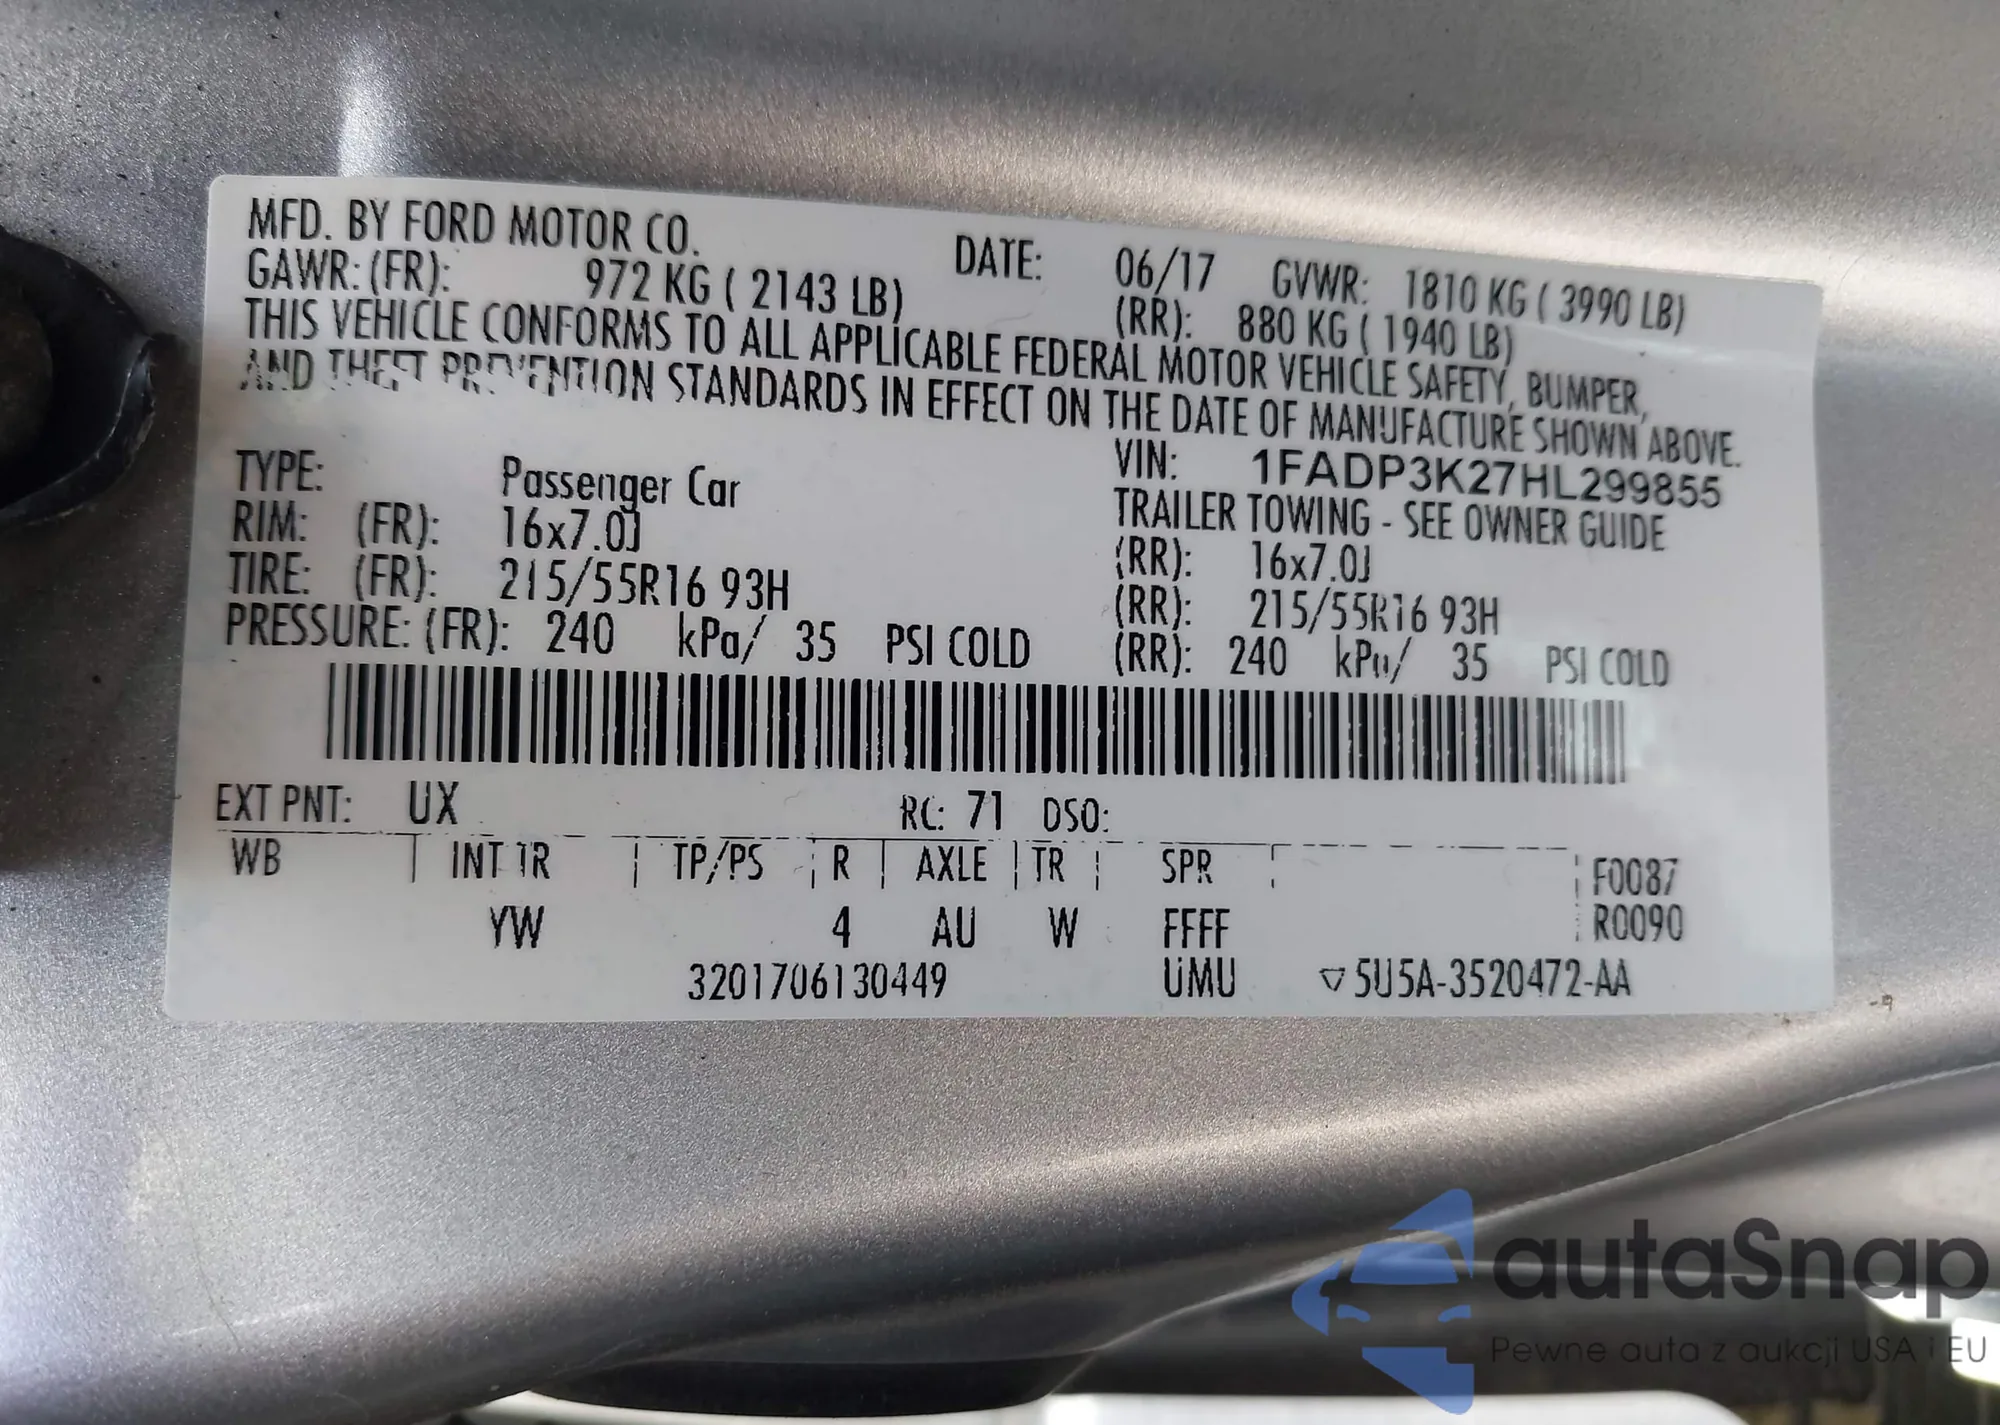 MFD. BY FORD MOTOR CO. DATE: 06/17 GVWR: 1810 KG ( 3990 LB)
GAWR: (FR): 972 KG ( 2143 LB) (RR): 880 KG ( 1940 LB)
THIS VEHICLE CONFORMS TO ALL APPLICABLE FEDERAL MOTOR VEHICLE SAFETY, BUMPER,
AND THEFT PREVENTION STANDARDS IN EFFECT ON THE DATE OF MANUFACTURE SHOWN ABOVE.
VIN: 1FADP3K27HL299855
TYPE: Passenger Car TRAILER TOWING - SEE OWNER GUIDE
RIM: (FR): 16x7.0J (RR): 16x7.0J
TIRE: (FR): 215/55R16 93H (RR): 215/55R16 93H
PRESSURE: (FR): 240 kPa/ 35 PSI COLD (RR): 240 kPa/ 35 PSI COLD
EXT PNT: UX RC: 71 DSO:
WB INT TR TP/PS R AXLE TR SPR F0087
YW 4 AU W FFFF R0090
3201706130449 UMU ▽5U5A-3520472-AA
autaSnap
Pewne auta z aukcji USA i EU